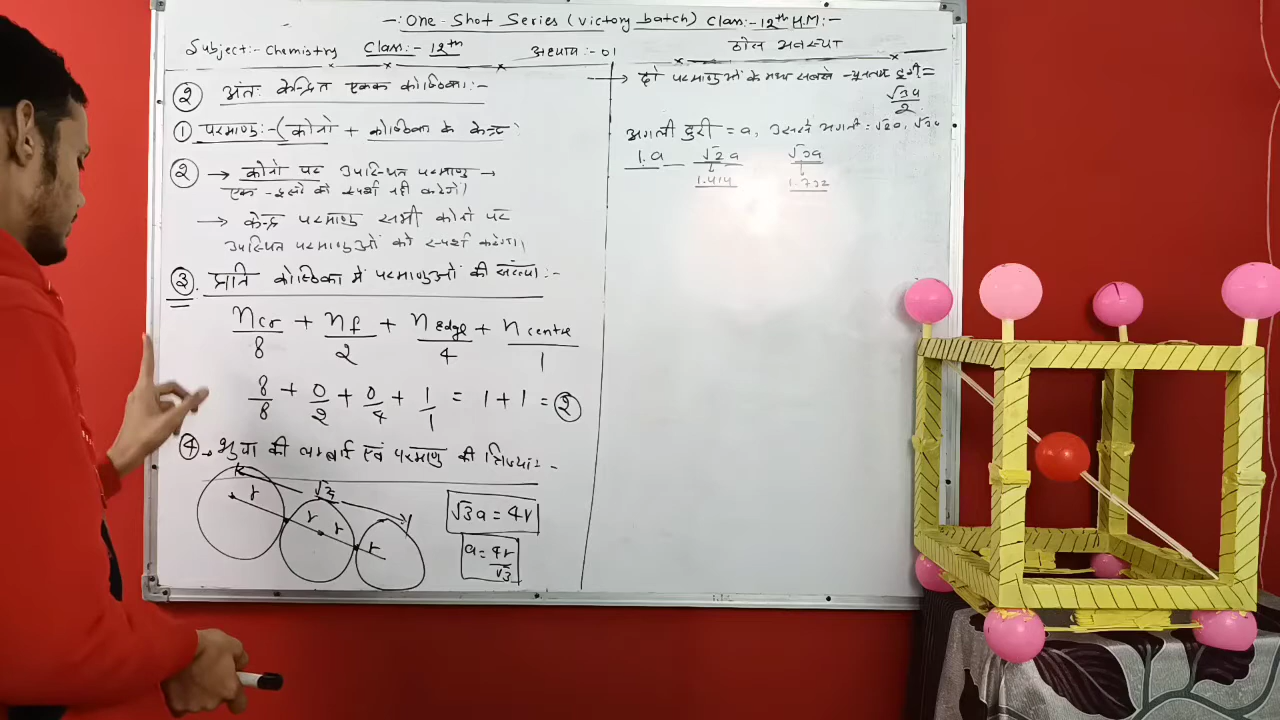 -: One-Shot Series (victory batch) Class:- 12th H.M:-
Subject:- Chemistry Class:- 12th अध्याय:- 01 ठोस अवस्था
② अंतः केन्द्रित एकक कोष्ठिका:-
① परमाणु:- (कोनो + कोष्ठिका के केन्द्र)
② → कोनो पर उपस्थित परमाणु →
एक-दूसरे को स्पर्श नही करेगे।
→ केन्द्र परमाणु सभी कोनो पर
उपस्थित परमाणुओं को स्पर्श करेगा।
③. प्रति कोष्ठिका में परमाणुओं की संख्या:-
ncor/8 + nf/2 + nEdge/4 + ncentre/1
8/8 + 0/2 + 0/4 + 1/1 = 1 + 1 = ②
④ → भुजा की लम्बाई एवं परमाणु की त्रिज्या:-
√3a
r r r r
√3a = 4r
a = 4r/√3
→ दो परमाणुओं के मध्य सबसे न्यूनतम दुरी =
√3a/2
अगली दुरी = a, उससे अगली = √2a, √3a
1.a √2a √3a
1.414 1.732